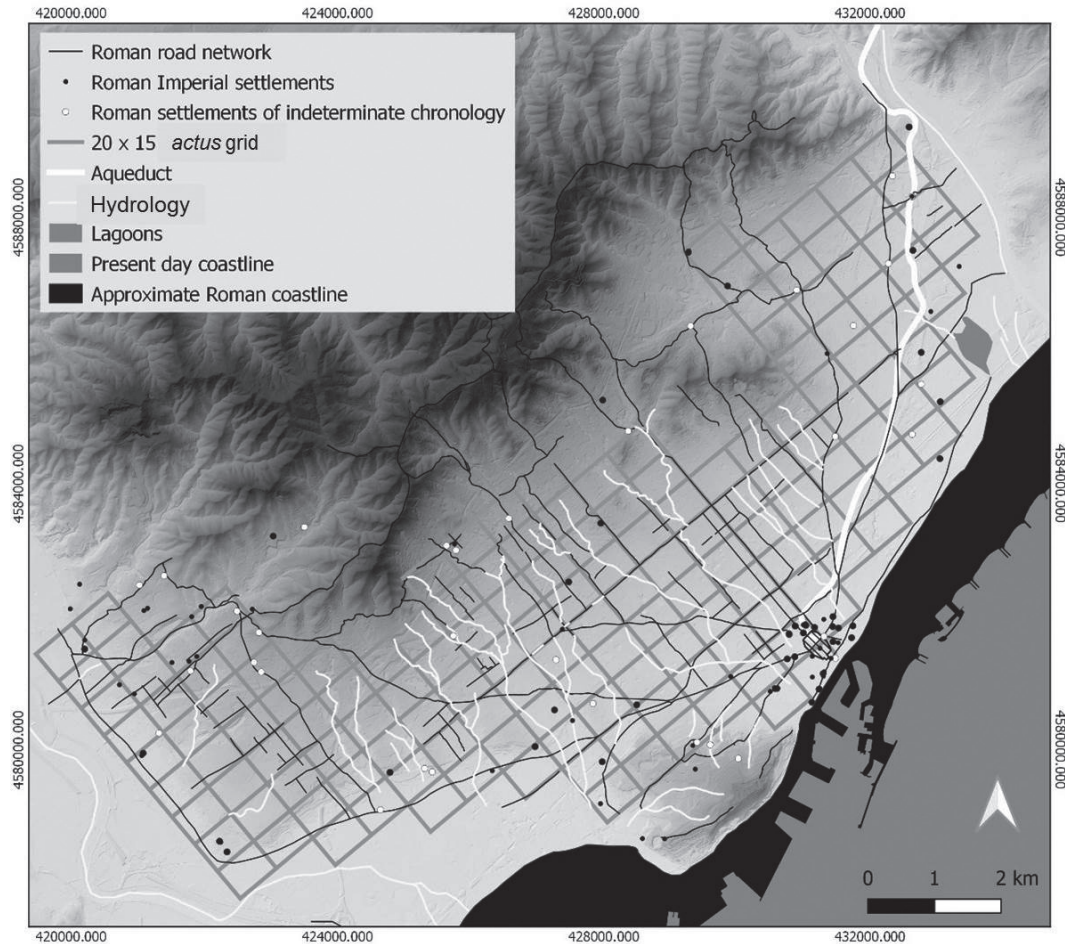 420000.000 424000.000 428000.000 432000.000
Roman road network
Roman Imperial settlements
Roman settlements of indeterminate chronology
20 x 15 actus grid
Aqueduct
Hydrology
Lagoons
Present day coastline
Approximate Roman coastline
4588000.000 4588000.000
4584000.000 4584000.000
4580000.000 4580000.000
0 1 2 km
420000.000 424000.000 428000.000 432000.000